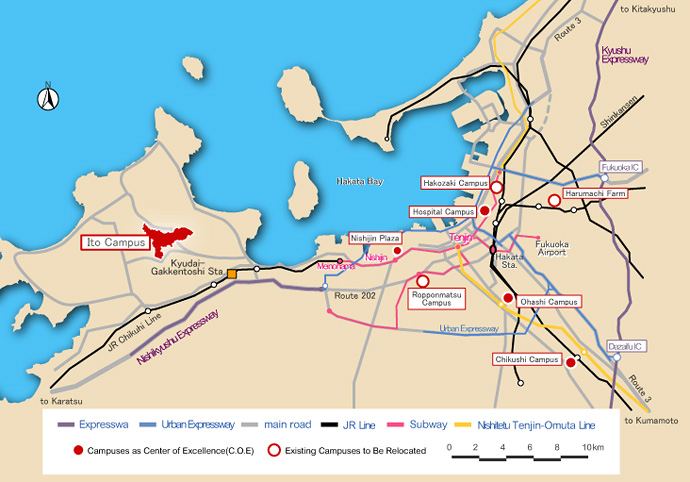 to Kitakyushu
Route 3
Kyushu
Expressway
Shinkansen
Fukuoka IC
Hakata Bay
Hakozaki Campus
Harumachi Farm
Hospital Campus
Ito Campus
Nishijin Plaza
Tenjin
Fukuoka
Airport
Kyudai-
Gakkentoshi Sta.
Meinohama
Nishijin
Hakata
Sta.
Route 202
Ropponmatsu
Campus
Ohashi Campus
JR Chikuhi Line
Nishikyushu Expressway
Urban Expressway
Dazaifu IC
Chikushi Campus
Route 3
to Karatsu
to Kumamoto
Expresswa
Urban Expressway
main road
JR Line
Subway
Nishitetu Tenjin-Omuta Line
Campuses as Center of Excellence(C.O.E)
Existing Campuses to Be Relocated
0 2 4 6 8 10km